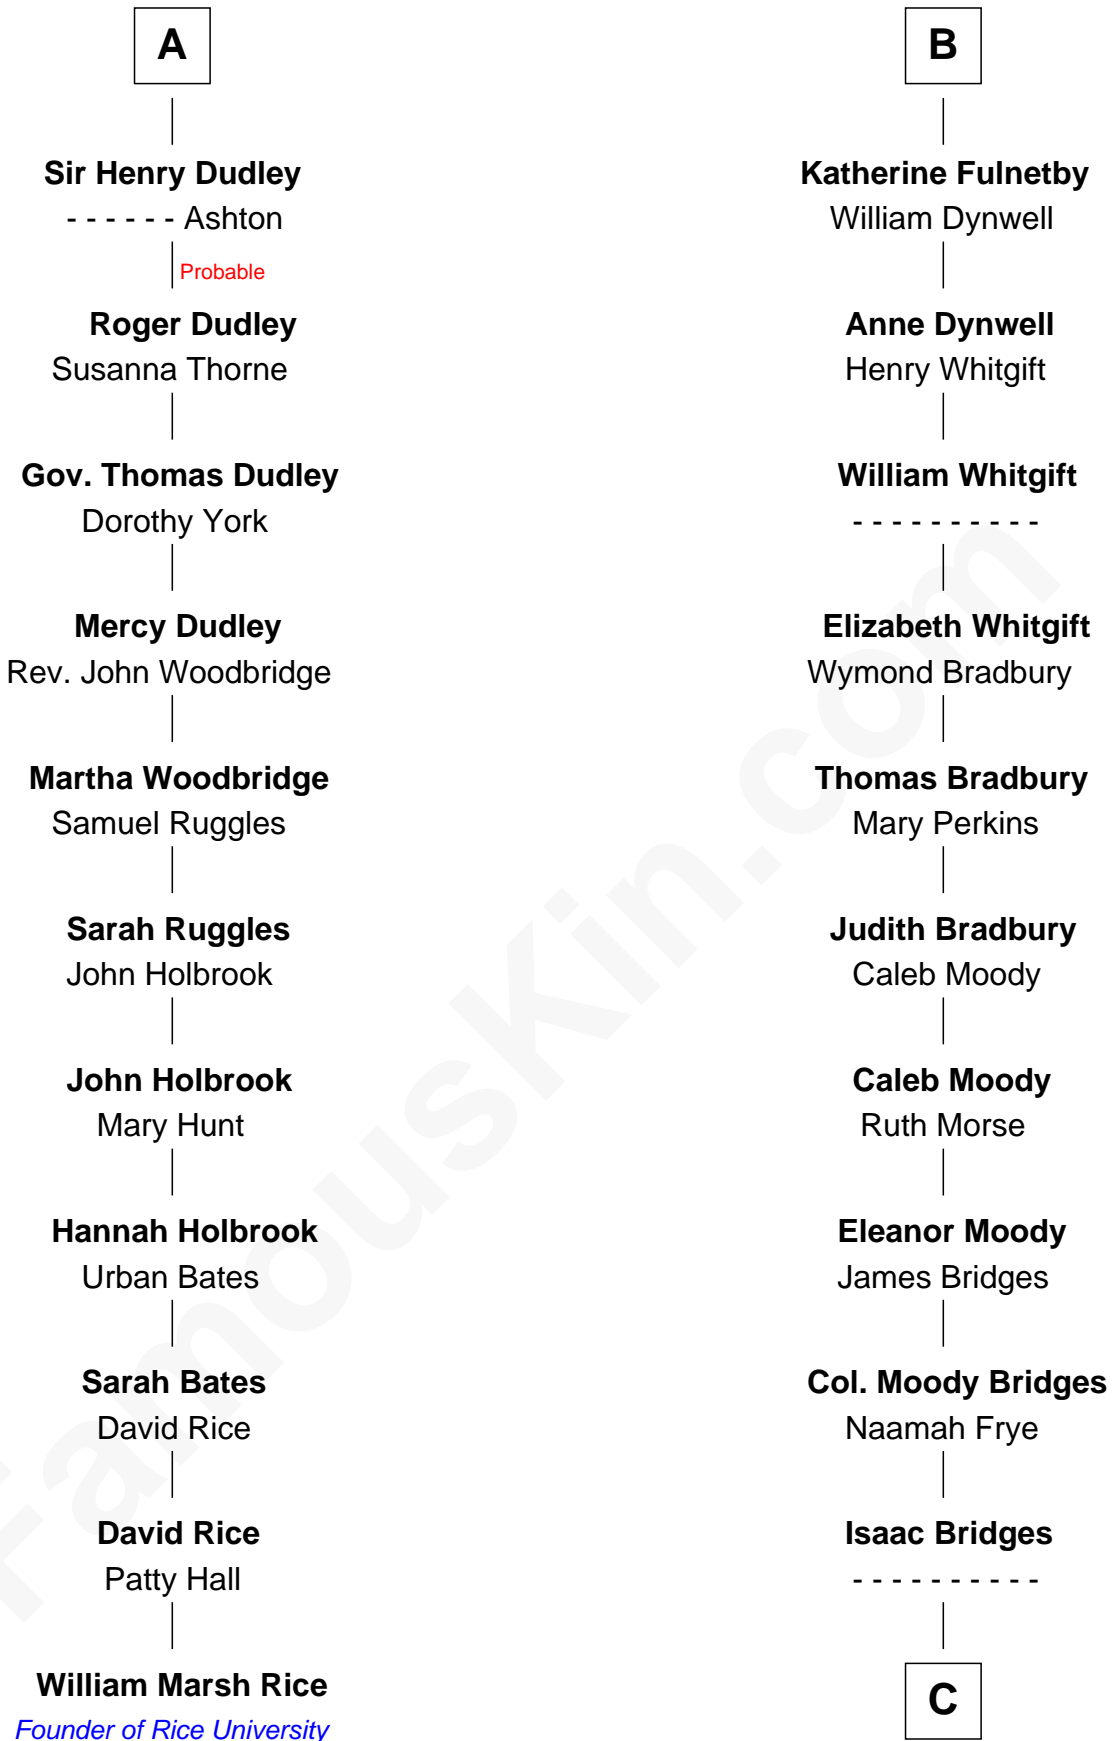 A
Sir Henry Dudley
- - - - - - Ashton
Probable
Roger Dudley
Susanna Thorne
Gov. Thomas Dudley
Dorothy York
Mercy Dudley
Rev. John Woodbridge
Martha Woodbridge
Samuel Ruggles
Sarah Ruggles
John Holbrook
John Holbrook
Mary Hunt
Hannah Holbrook
Urban Bates
Sarah Bates
David Rice
David Rice
Patty Hall
William Marsh Rice
Founder of Rice University
B
Katherine Fulnetby
William Dynwell
Anne Dynwell
Henry Whitgift
William Whitgift
- - - - - - - - - -
Elizabeth Whitgift
Wymond Bradbury
Thomas Bradbury
Mary Perkins
Judith Bradbury
Caleb Moody
Caleb Moody
Ruth Morse
Eleanor Moody
James Bridges
Col. Moody Bridges
Naamah Frye
Isaac Bridges
- - - - - - - - - -
C
FamousKin.com